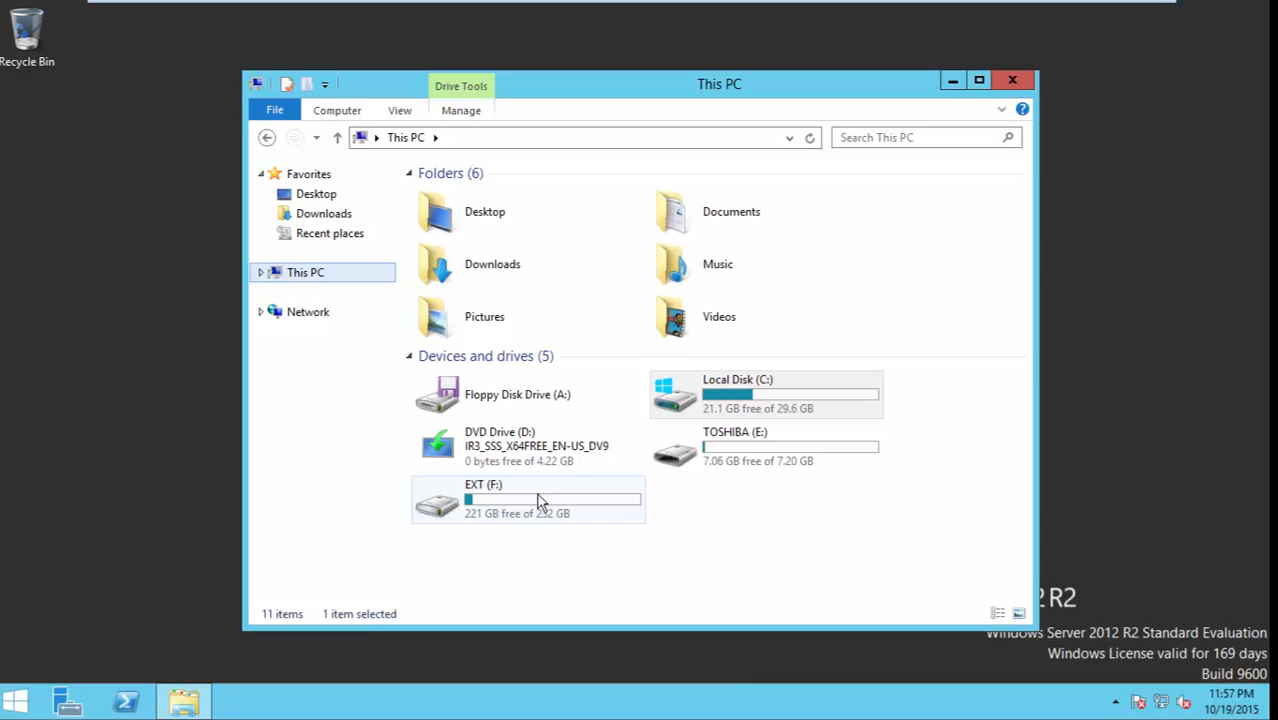 Recycle Bin
Drive Tools
This PC
File
Computer
View
Manage
This PC
Search This PC
Favorites
Desktop
Downloads
Recent places
This PC
Network
Folders (6)
Desktop
Documents
Downloads
Music
Pictures
Videos
Devices and drives (5)
Floppy Disk Drive (A:)
Local Disk (C:)
21.1 GB free of 29.6 GB
DVD Drive (D:)
IR3_SSS_X64FREE_EN-US_DV9
0 bytes free of 4.22 GB
TOSHIBA (E:)
7.06 GB free of 7.20 GB
EXT (F:)
221 GB free of 232 GB
11 items
1 item selected
2 R2
Windows Server 2012 R2 Standard Evaluation
Windows License valid for 169 days
Build 9600
11:57 PM
10/19/2015